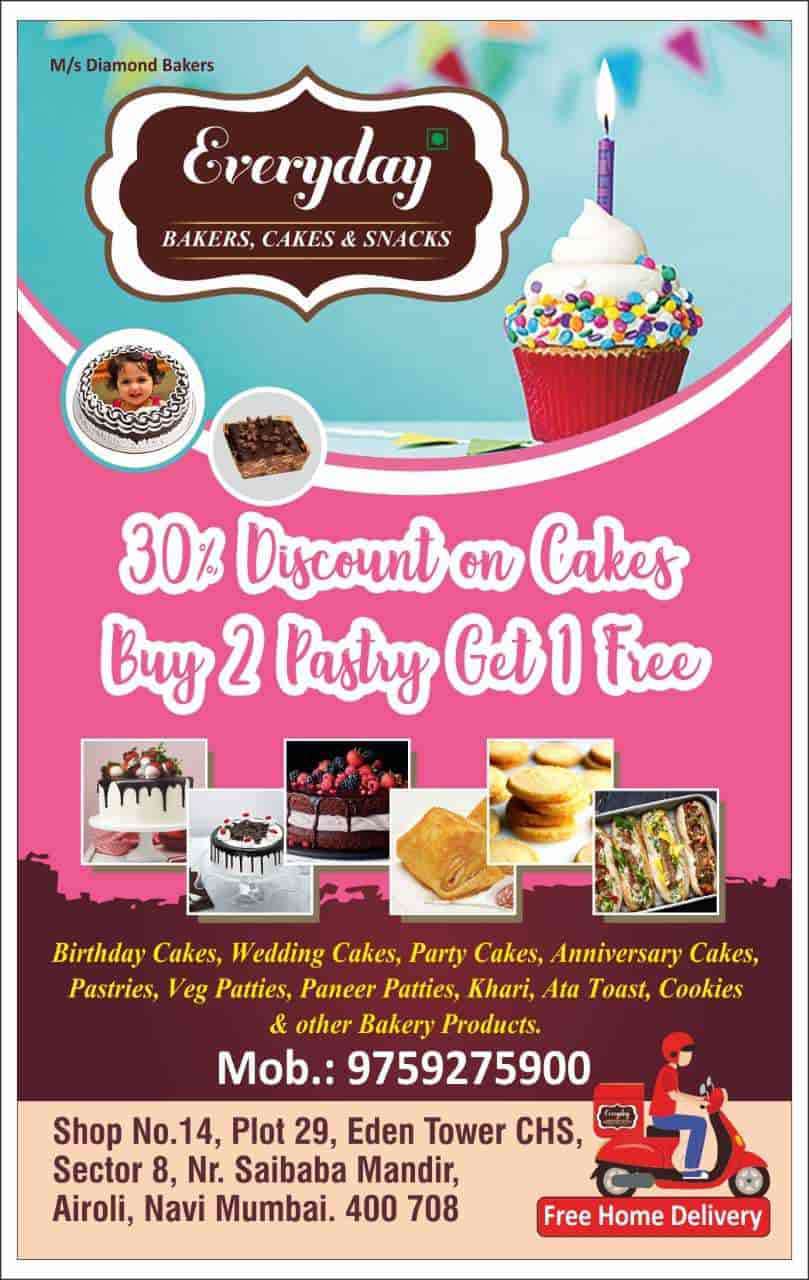 M/s Diamond Bakers
Everyday
BAKERS, CAKES & SNACKS
30% Discount on Cakes
Buy 2 Pastry Get 1 Free
Birthday Cakes, Wedding Cakes, Party Cakes, Anniversary Cakes,
Pastries, Veg Patties, Paneer Patties, Khari, Ata Toast, Cookies
& other Bakery Products.
Mob.: 9759275900
Everyday
Shop No.14, Plot 29, Eden Tower CHS,
Sector 8, Nr. Saibaba Mandir,
Airoli, Navi Mumbai. 400 708
Free Home Delivery